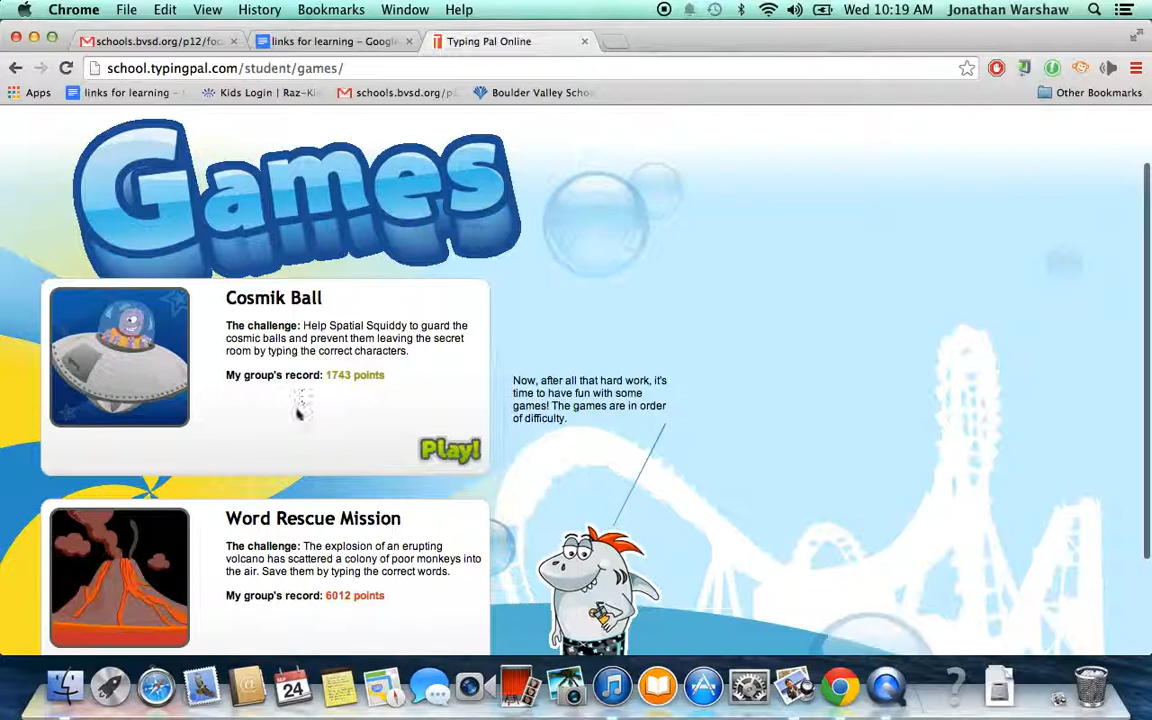 Chrome File Edit View History Bookmarks Window Help Wed 10:19 AM Jonathan Warshaw
schools.bvsd.org/p12/foc
links for learning – Google
Typing Pal Online
school.typingpal.com/student/games/
Apps links for learning – Kids Login | Raz-Ki schools.bvsd.org/p Boulder Valley Scho Other Bookmarks
Games
Cosmik Ball
The challenge: Help Spatial Squiddy to guard the
cosmic balls and prevent them leaving the secret
room by typing the correct characters.
My group's record: 1743 points
Play!
Now, after all that hard work, it's
time to have fun with some
games! The games are in order
of difficulty.
Word Rescue Mission
The challenge: The explosion of an erupting
volcano has scattered a colony of poor monkeys into
the air. Save them by typing the correct words.
My group's record: 6012 points
24